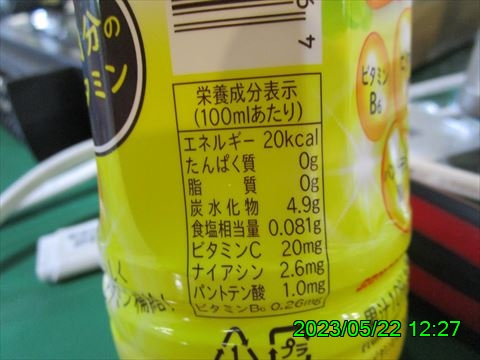 分の
ミン
栄養成分表示
(100mlあたり)
エネルギー 20kcal
たんぱく質 0g
脂質 0g
炭水化物 4.9g
食塩相当量 0.081g
ビタミンC 20mg
ナイアシン 2.6mg
パントテン酸 1.0mg
ビタミンB6 0.26mg
ビタミン
B6
プラ
2023/05/22 12:27